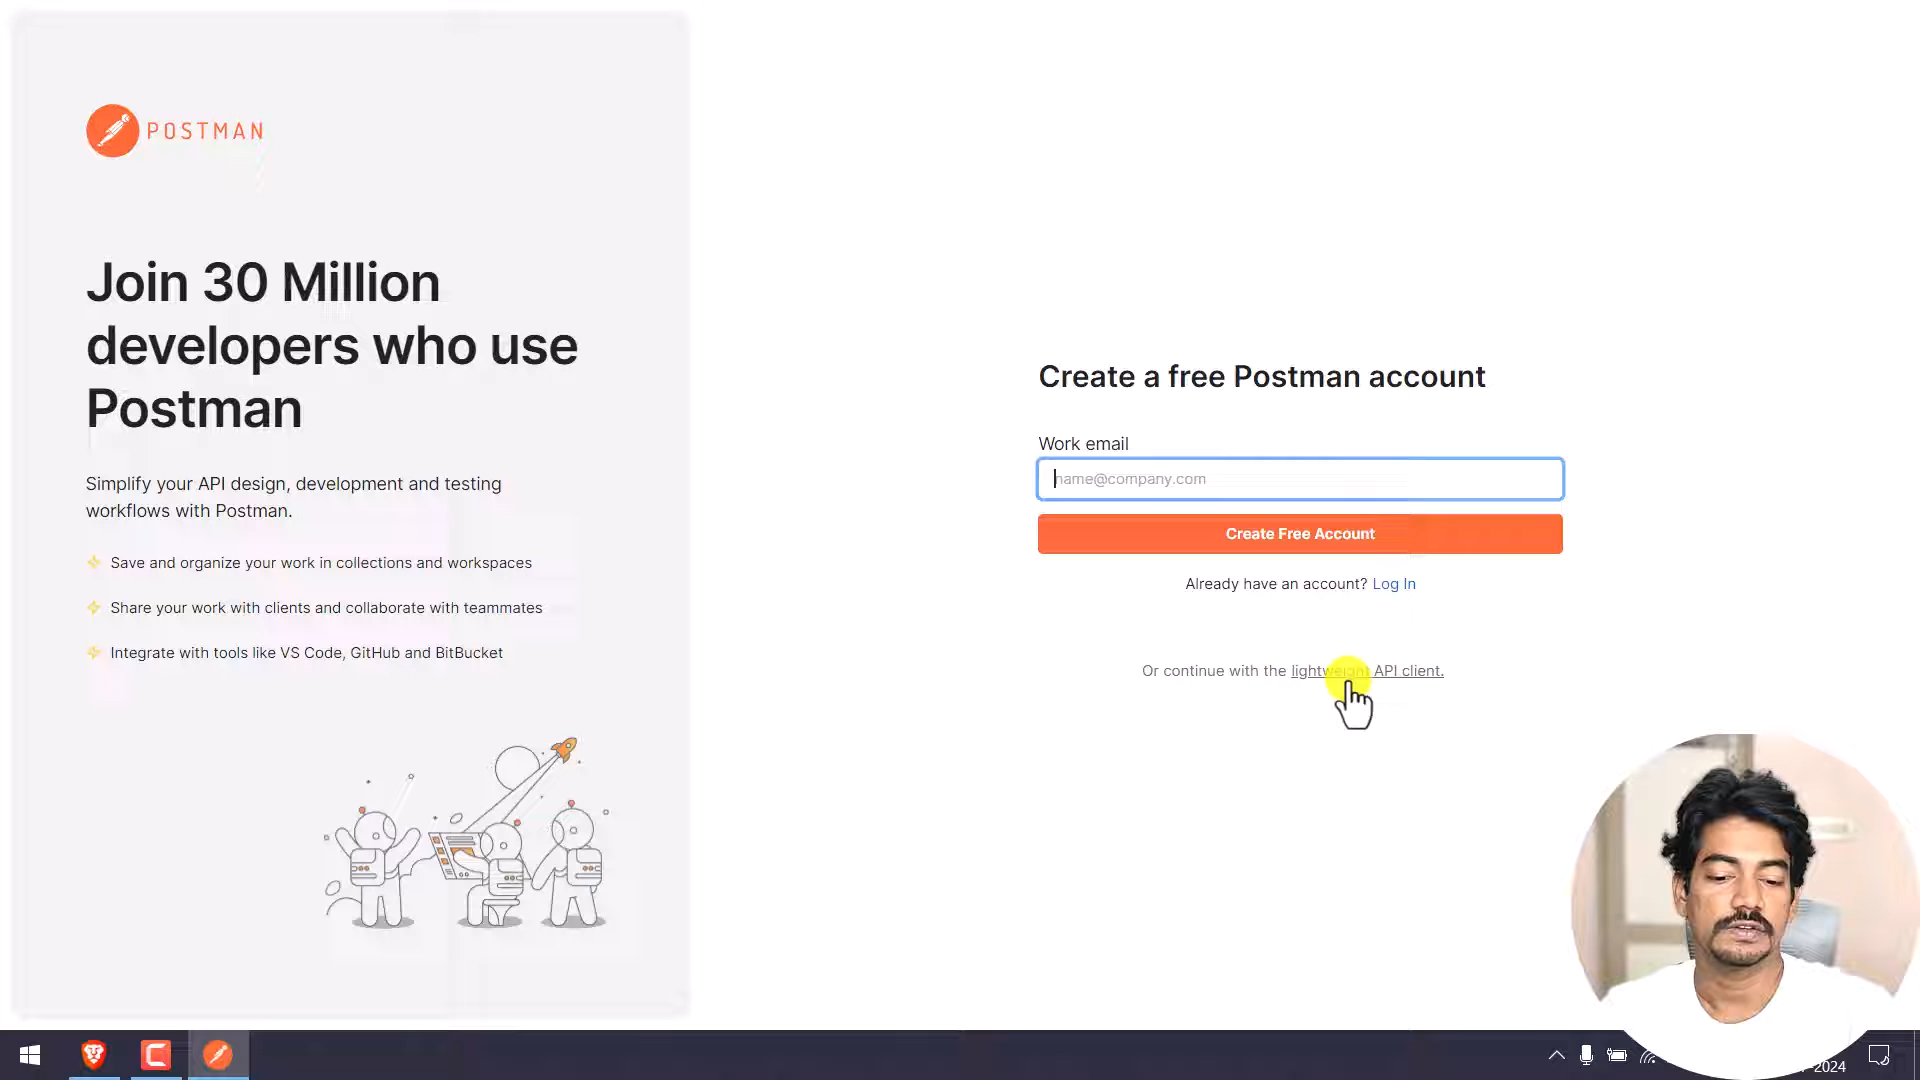 POSTMAN
Join 30 Million
developers who use
Postman
Simplify your API design, development and testing
workflows with Postman.
Save and organize your work in collections and workspaces
Share your work with clients and collaborate with teammates
Integrate with tools like VS Code, GitHub and BitBucket
Create a free Postman account
Work email
name@company.com
Create Free Account
Already have an account? Log In
Or continue with the lightweight API client.
2024